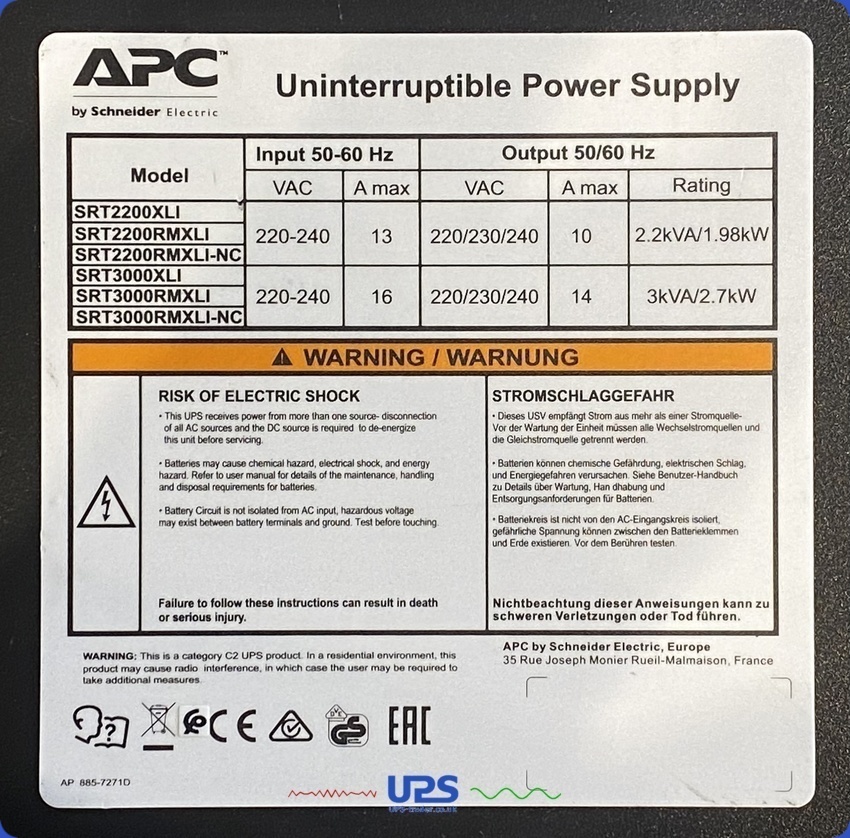 APC™
by Schneider Electric
Uninterruptible Power Supply
Model
Input 50-60 Hz
Output 50/60 Hz
VAC
A max
VAC
A max
Rating
SRT2200XLI
SRT2200RMXLI
SRT2200RMXLI-NC
220-240
13
220/230/240
10
2.2kVA/1.98kW
SRT3000XLI
SRT3000RMXLI
SRT3000RMXLI-NC
220-240
16
220/230/240
14
3kVA/2.7kW
WARNING / WARNUNG
RISK OF ELECTRIC SHOCK
• This UPS receives power from more than one source- disconnection
of all AC sources and the DC source is required to de-energize
this unit before servicing.
• Batteries may cause chemical hazard, electrical shock, and energy
hazard. Refer to user manual for details of the maintenance, handling
and disposal requirements for batteries.
• Battery Circuit is not isolated from AC input, hazardous voltage
may exist between battery terminals and ground. Test before touching.
Failure to follow these instructions can result in death
or serious injury.
STROMSCHLAGGEFAHR
• Dieses USV empfängt Strom aus mehr als einer Stromquelle-
Vor der Wartung der Einheit müssen alle Wechselstromquellen und
die Gleichstromquelle getrennt werden.
• Batterien können chemische Gefährdung, elektrischen Schlag,
und Energiegefahren verursachen. Siehe Benutzer-Handbuch
zu Details über Wartung, Han dhabung und
Entsorgungsanforderungen für Batterien.
• Batteriekreis ist nicht von den AC-Eingangskreis isoliert,
gefährliche Spannung können zwischen den Batterieklemmen
und Erde existieren. Vor dem Berühren testen.
Nichtbeachtung dieser Anweisungen kann zu
schweren Verletzungen oder Tod führen.
WARNING: This is a category C2 UPS product. In a residential environment, this
product may cause radio interference, in which case the user may be required to
take additional measures.
APC by Schneider Electric, Europe
35 Rue Joseph Monier Rueil-Malmaison, France
? CE DVE GS EAC
AP 885-7271D
UPS
UPS-trader.co.uk